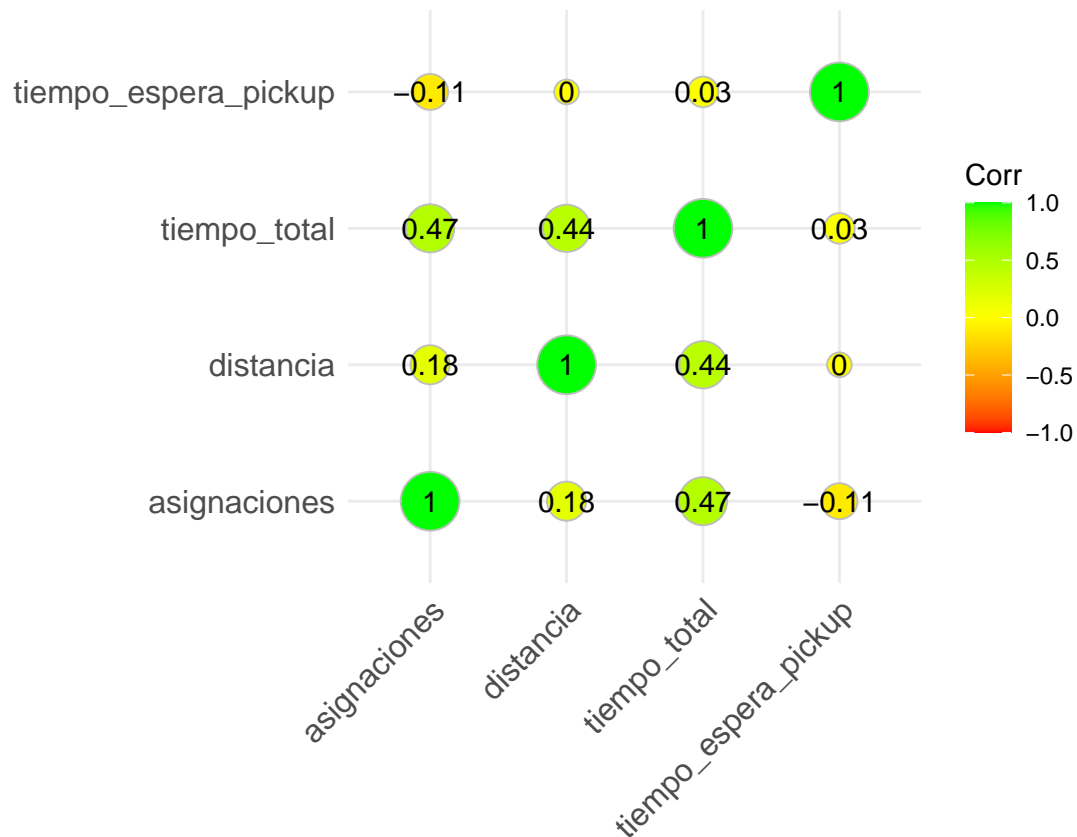 tiempo_espera_pickup −0.11 0 0.03 1
tiempo_total 0.47 0.44 1 0.03
distancia 0.18 1 0.44 0
asignaciones 1 0.18 0.47 −0.11
asignaciones
distancia
tiempo_total
tiempo_espera_pickup
Corr
1.0
0.5
0.0
−0.5
−1.0